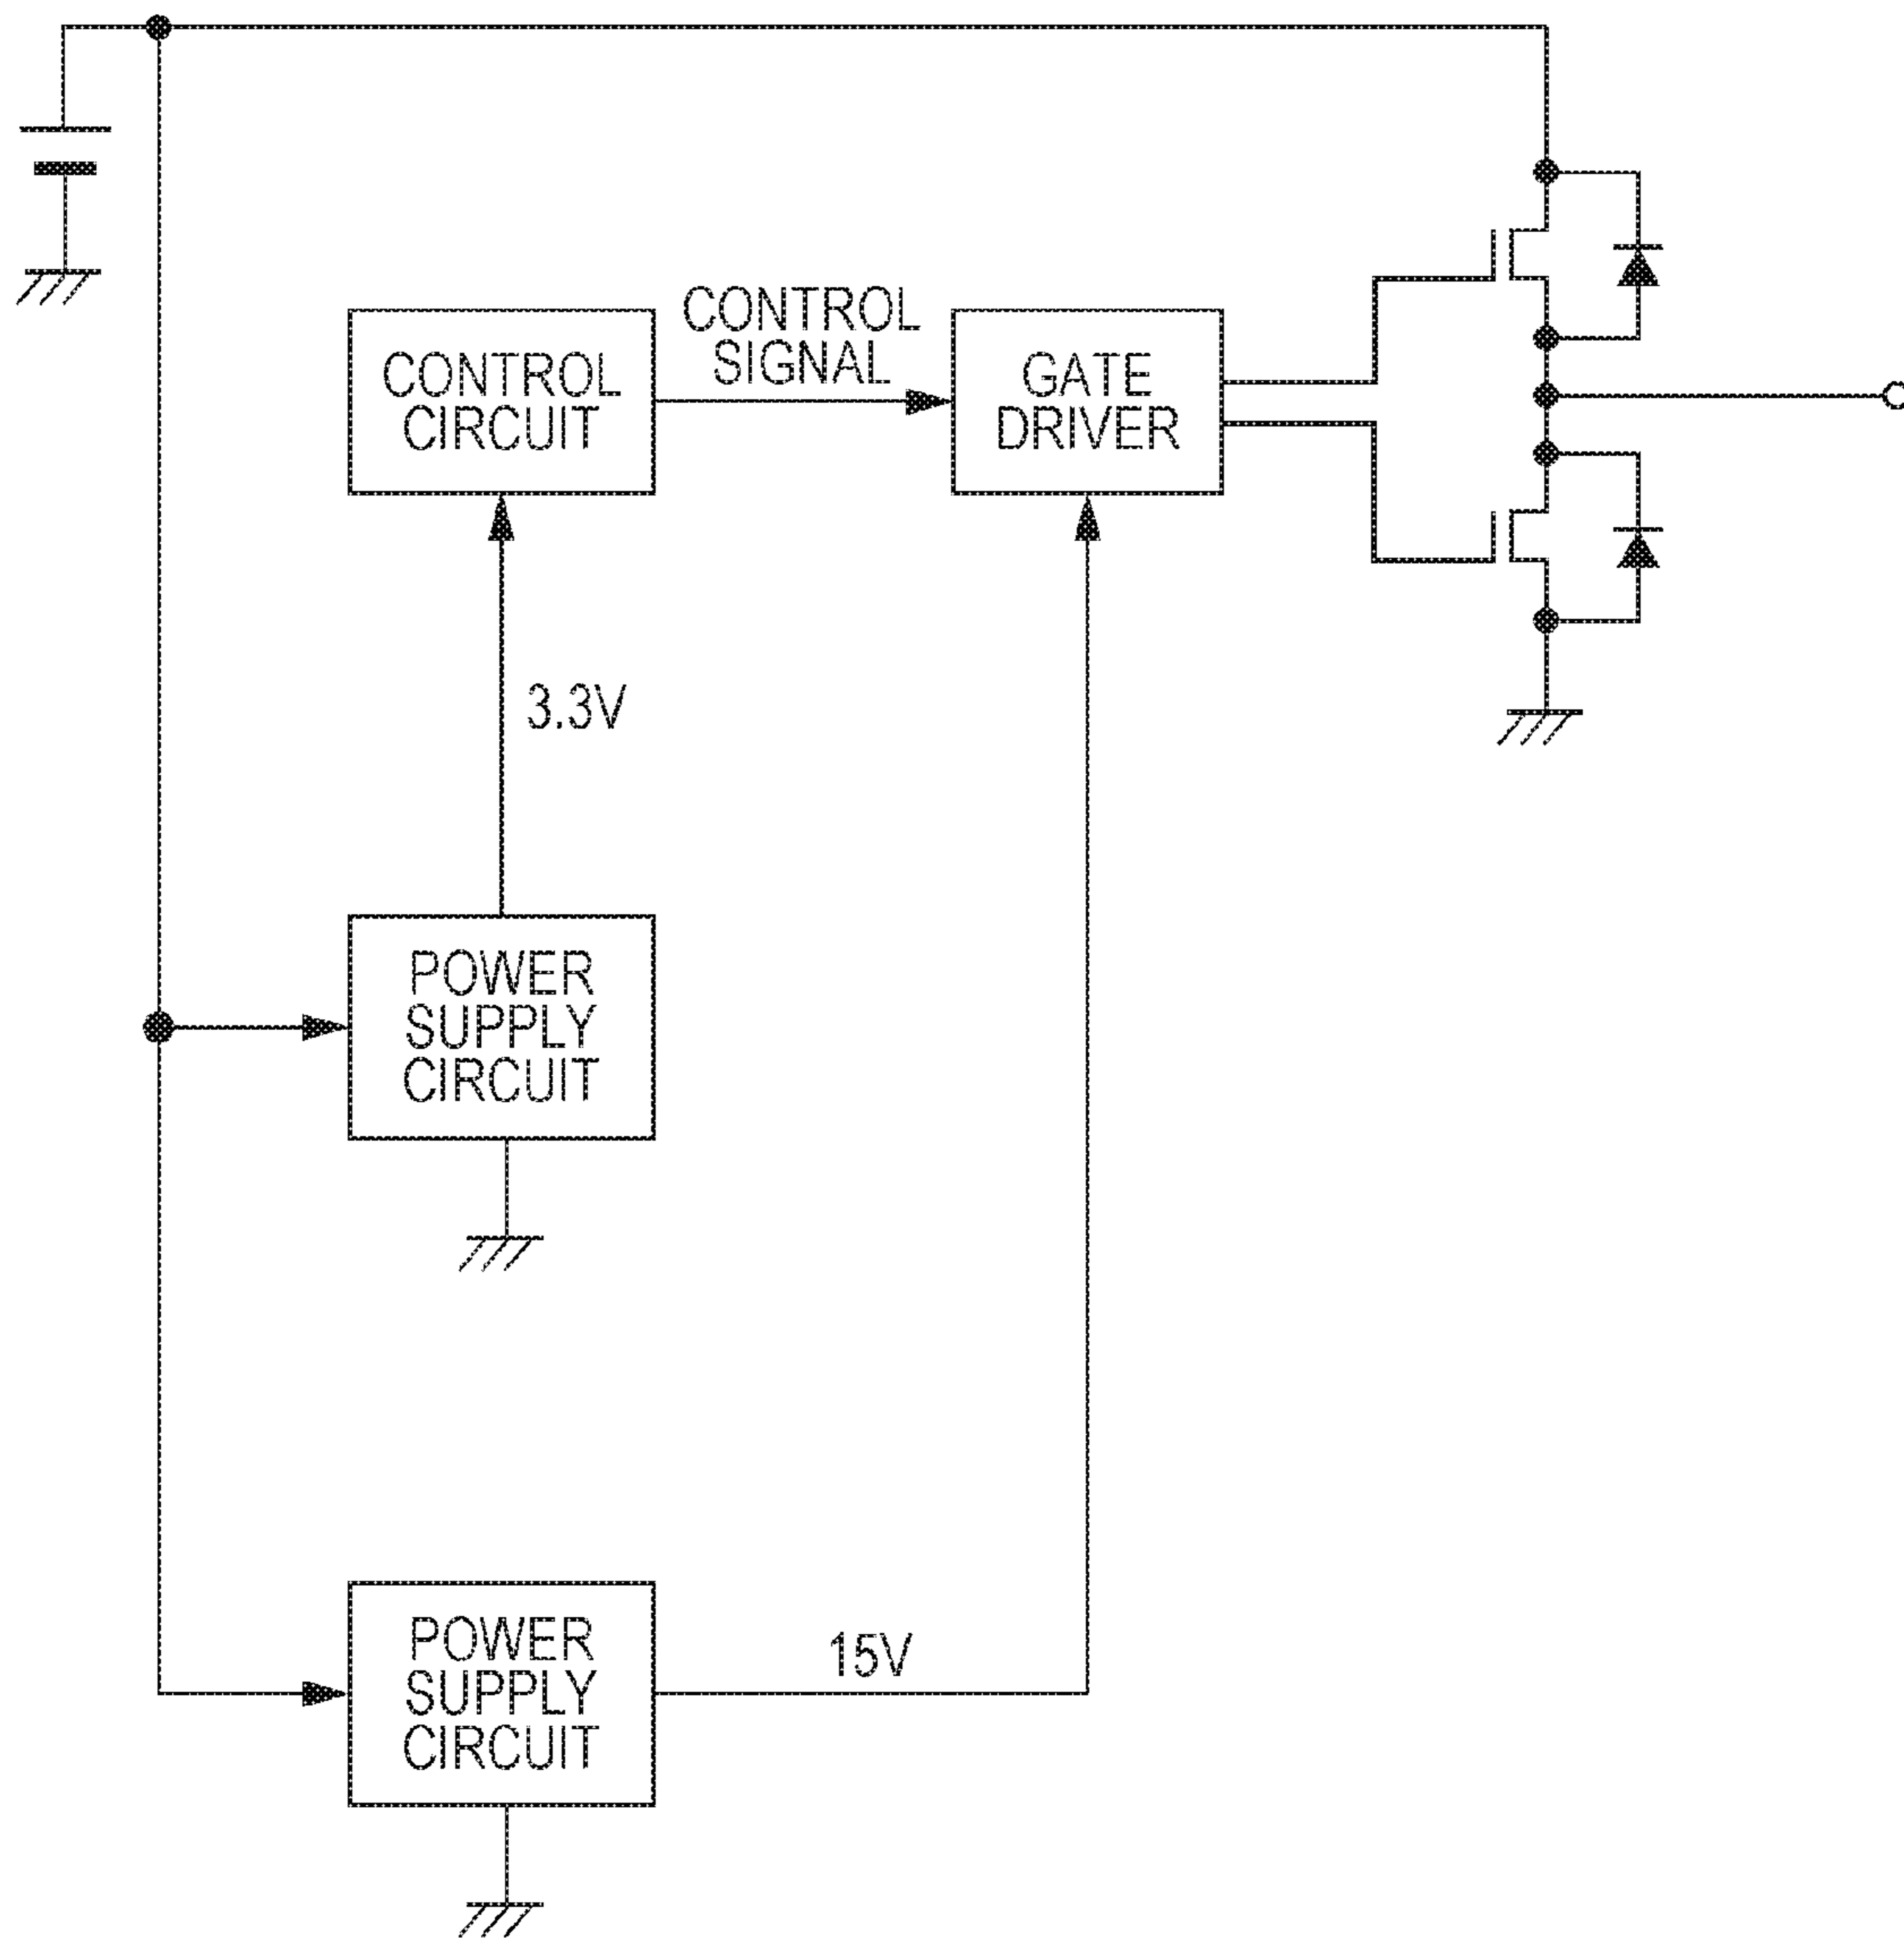 CONTROL
SIGNAL
CONTROL
CIRCUIT
GATE
DRIVER
3.3V
POWER
SUPPLY
CIRCUIT
POWER
SUPPLY
CIRCUIT
15V